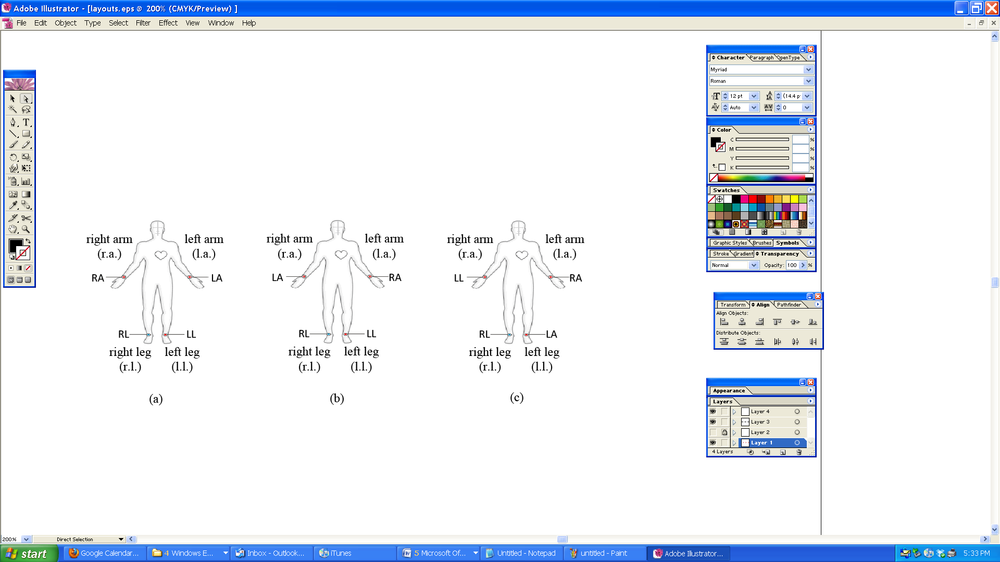 Adobe Illustrator - [layouts.eps @ 200% (CMYK/Preview) ]
File Edit Object Type Select Filter Effect View Window Help
Character Paragraph OpenType
Myriad
Roman
12 pt (14.4 p
Auto 0
Color
C %
M %
Y %
K %
Swatches
Graphic Styles Brushes Symbols
Stroke Gradient Transparency
Normal Opacity: 100 %
Transform Align Pathfinder
Align Objects:
Distribute Objects:
Appearance
Layers
Layer 4
Layer 3
Layer 2
Layer 1
4 Layers
right arm
(r.a.)
left arm
(l.a.)
RA
LA
RL
LL
right leg
(r.l.)
left leg
(l.l.)
(a)
right arm
(r.a.)
left arm
(l.a.)
LA
RA
RL
LL
right leg
(r.l.)
left leg
(l.l.)
(b)
right arm
(r.a.)
left arm
(l.a.)
LL
RA
RL
LA
right leg
(r.l.)
left leg
(l.l.)
(c)
200% Direct Selection
start Google Calendar... 4 Windows E... Inbox - Outlook... iTunes 5 Microsoft Of... Untitled - Notepad untitled - Paint Adobe Illustrator... 5:33 PM